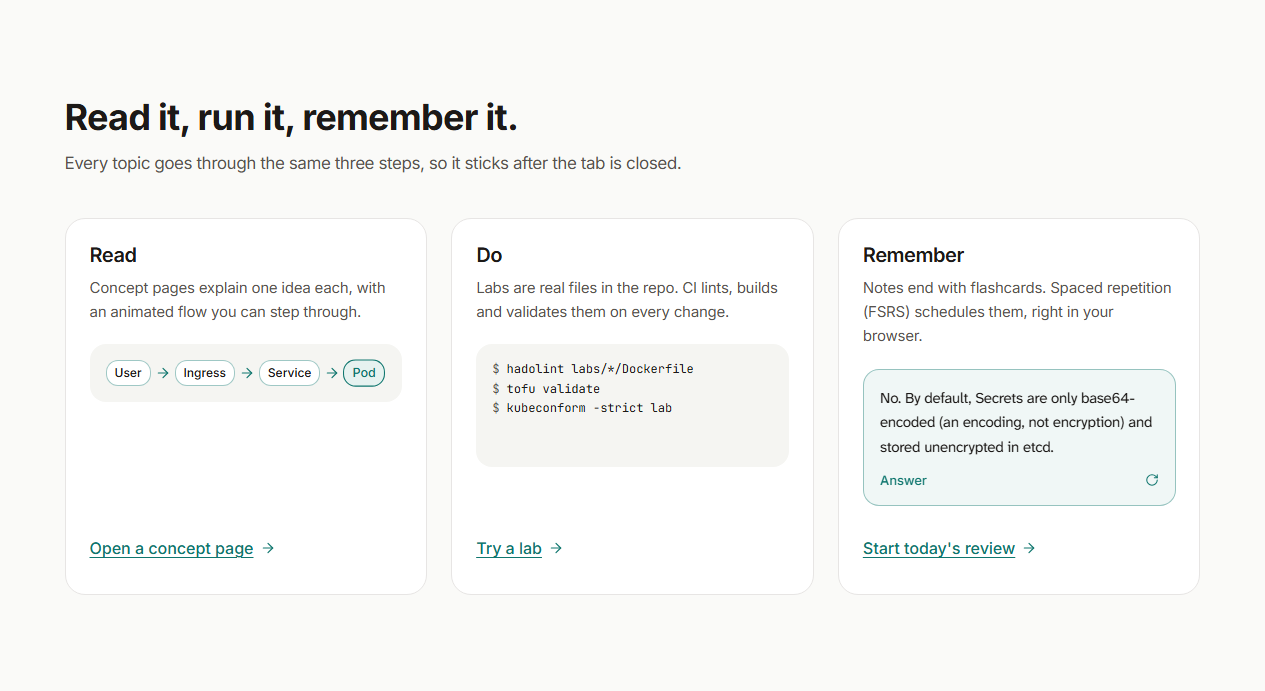 Read it, run it, remember it.
Every topic goes through the same three steps, so it sticks after the tab is closed.
Read
Concept pages explain one idea each, with
an animated flow you can step through.
User → Ingress → Service → Pod
Open a concept page →
Do
Labs are real files in the repo. CI lints, builds
and validates them on every change.
$ hadolint labs/*/Dockerfile
$ tofu validate
$ kubeconform -strict lab
Try a lab →
Remember
Notes end with flashcards. Spaced repetition
(FSRS) schedules them, right in your
browser.
No. By default, Secrets are only base64-
encoded (an encoding, not encryption) and
stored unencrypted in etcd.
Answer
Start today's review →